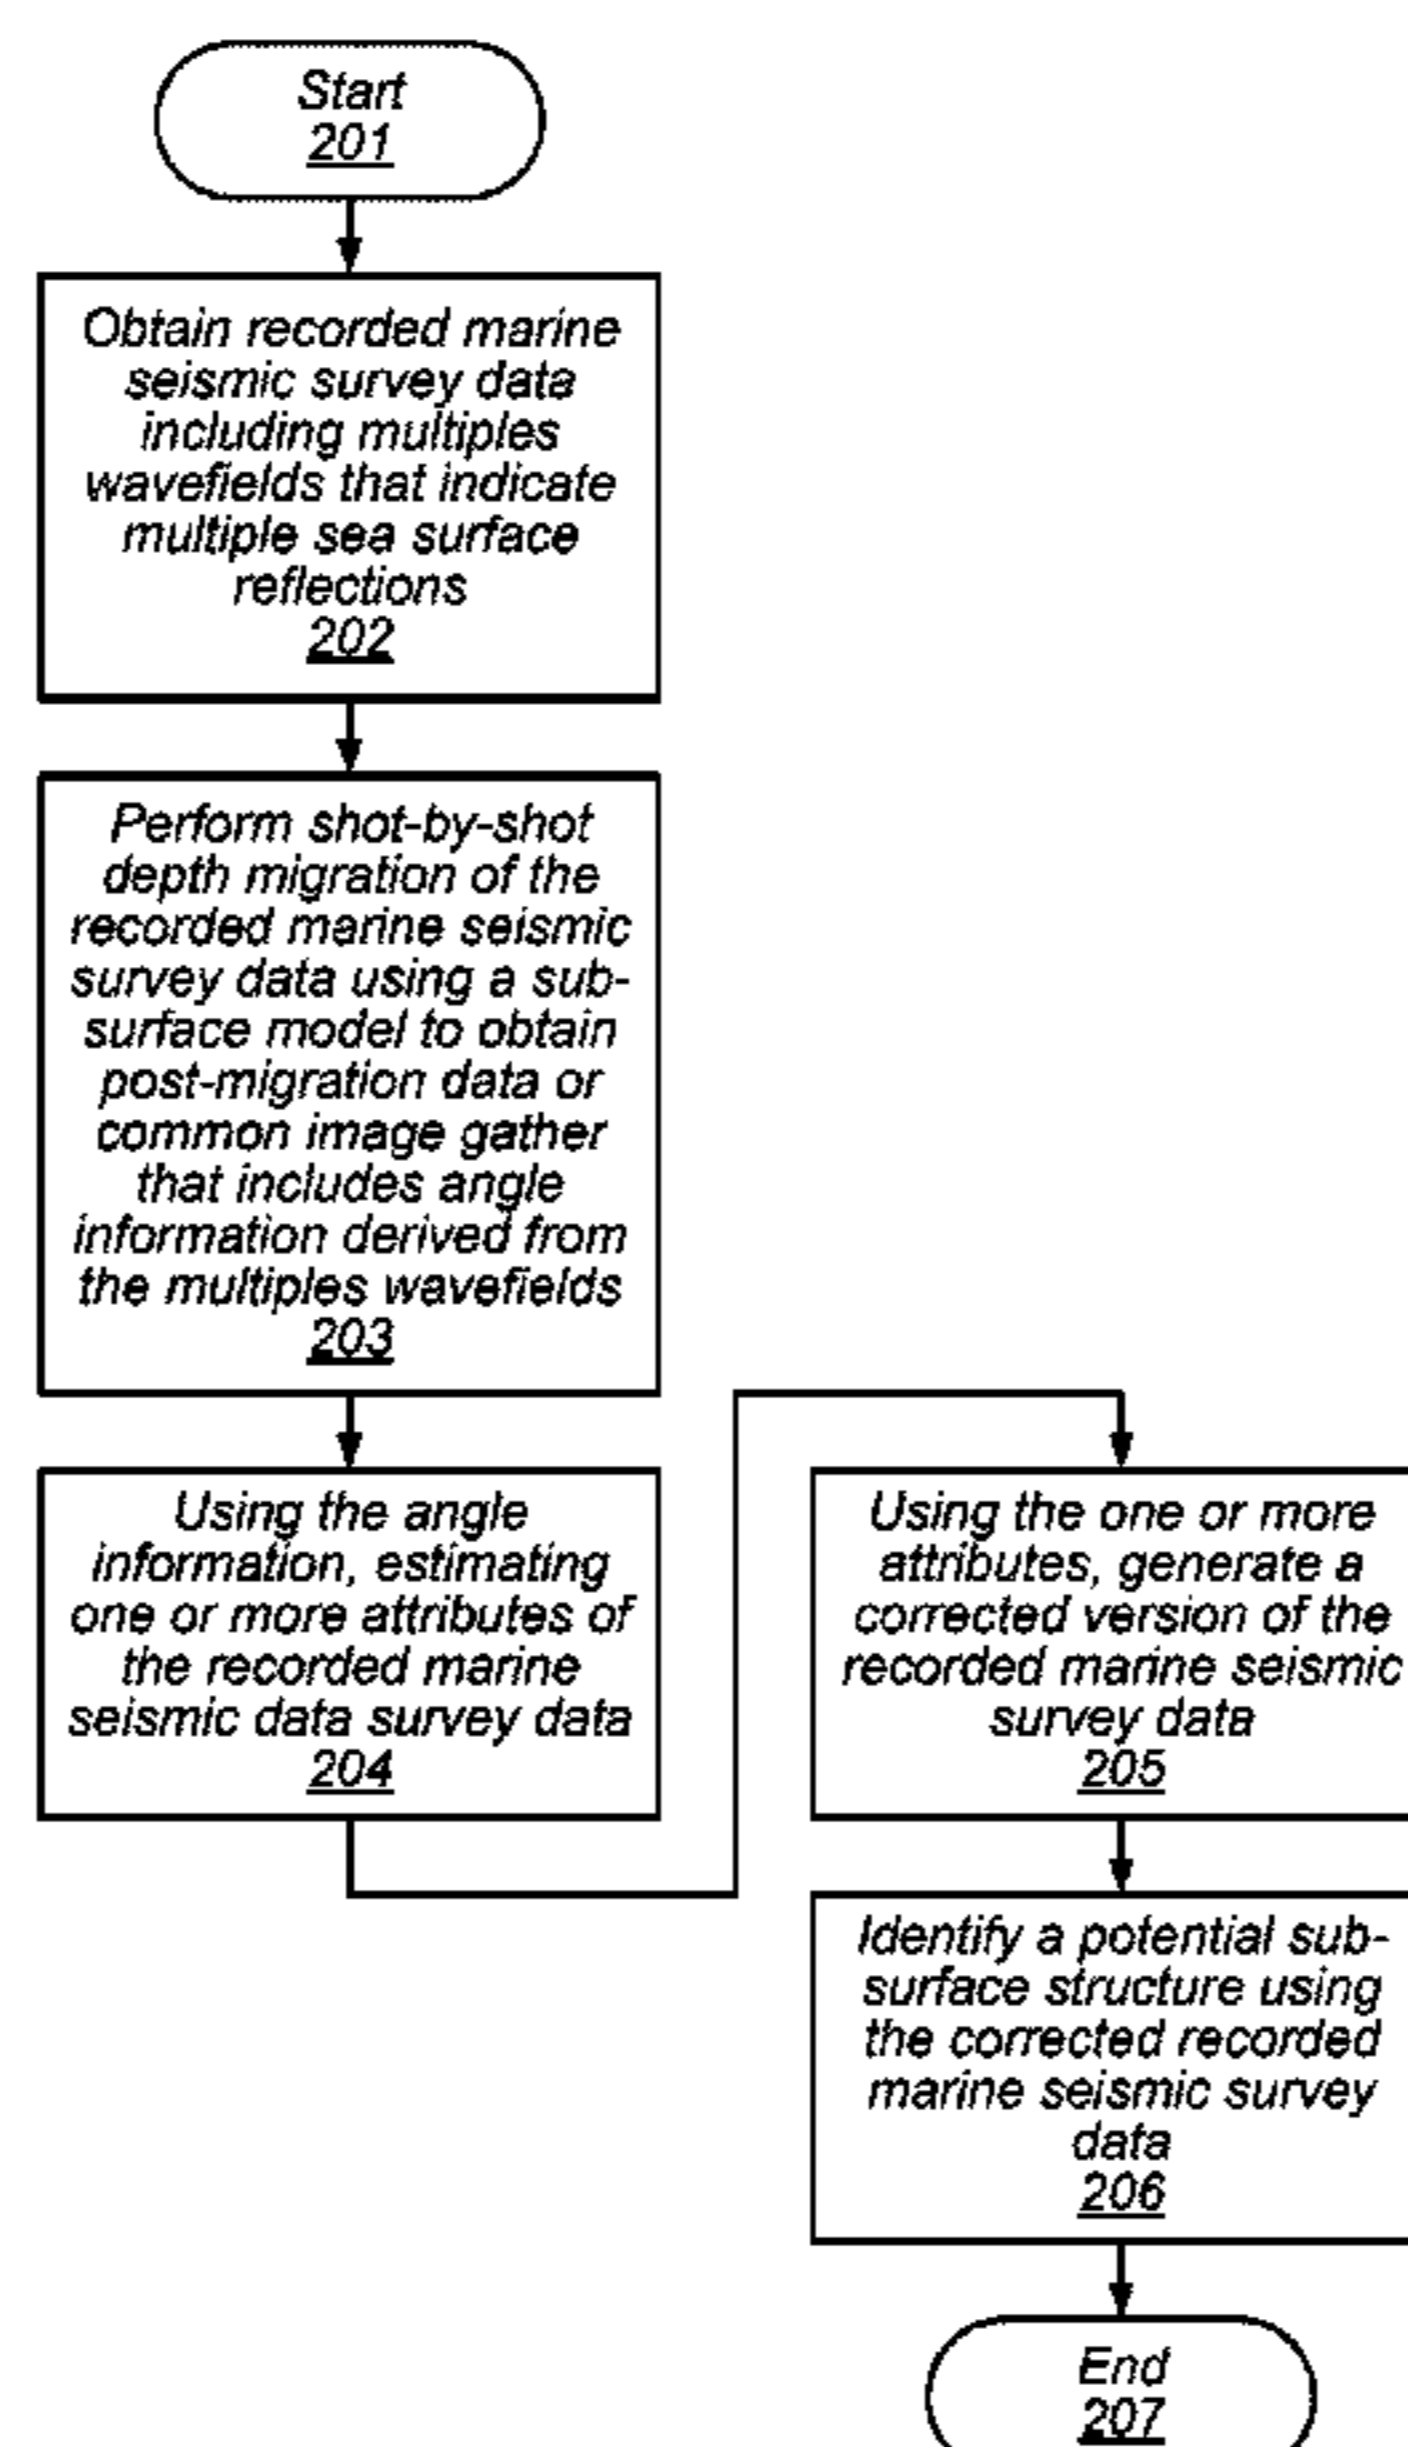 Start
201
Obtain recorded marine
seismic survey data
including multiples
wavefields that indicate
multiple sea surface
reflections
202
Perform shot-by-shot
depth migration of the
recorded marine seismic
survey data using a sub-
surface model to obtain
post-migration data or
common image gather
that includes angle
information derived from
the multiples wavefields
203
Using the angle
information, estimating
one or more attributes of
the recorded marine
seismic data survey data
204
Using the one or more
attributes, generate a
corrected version of the
recorded marine seismic
survey data
205
Identify a potential sub-
surface structure using
the corrected recorded
marine seismic survey
data
206
End
207